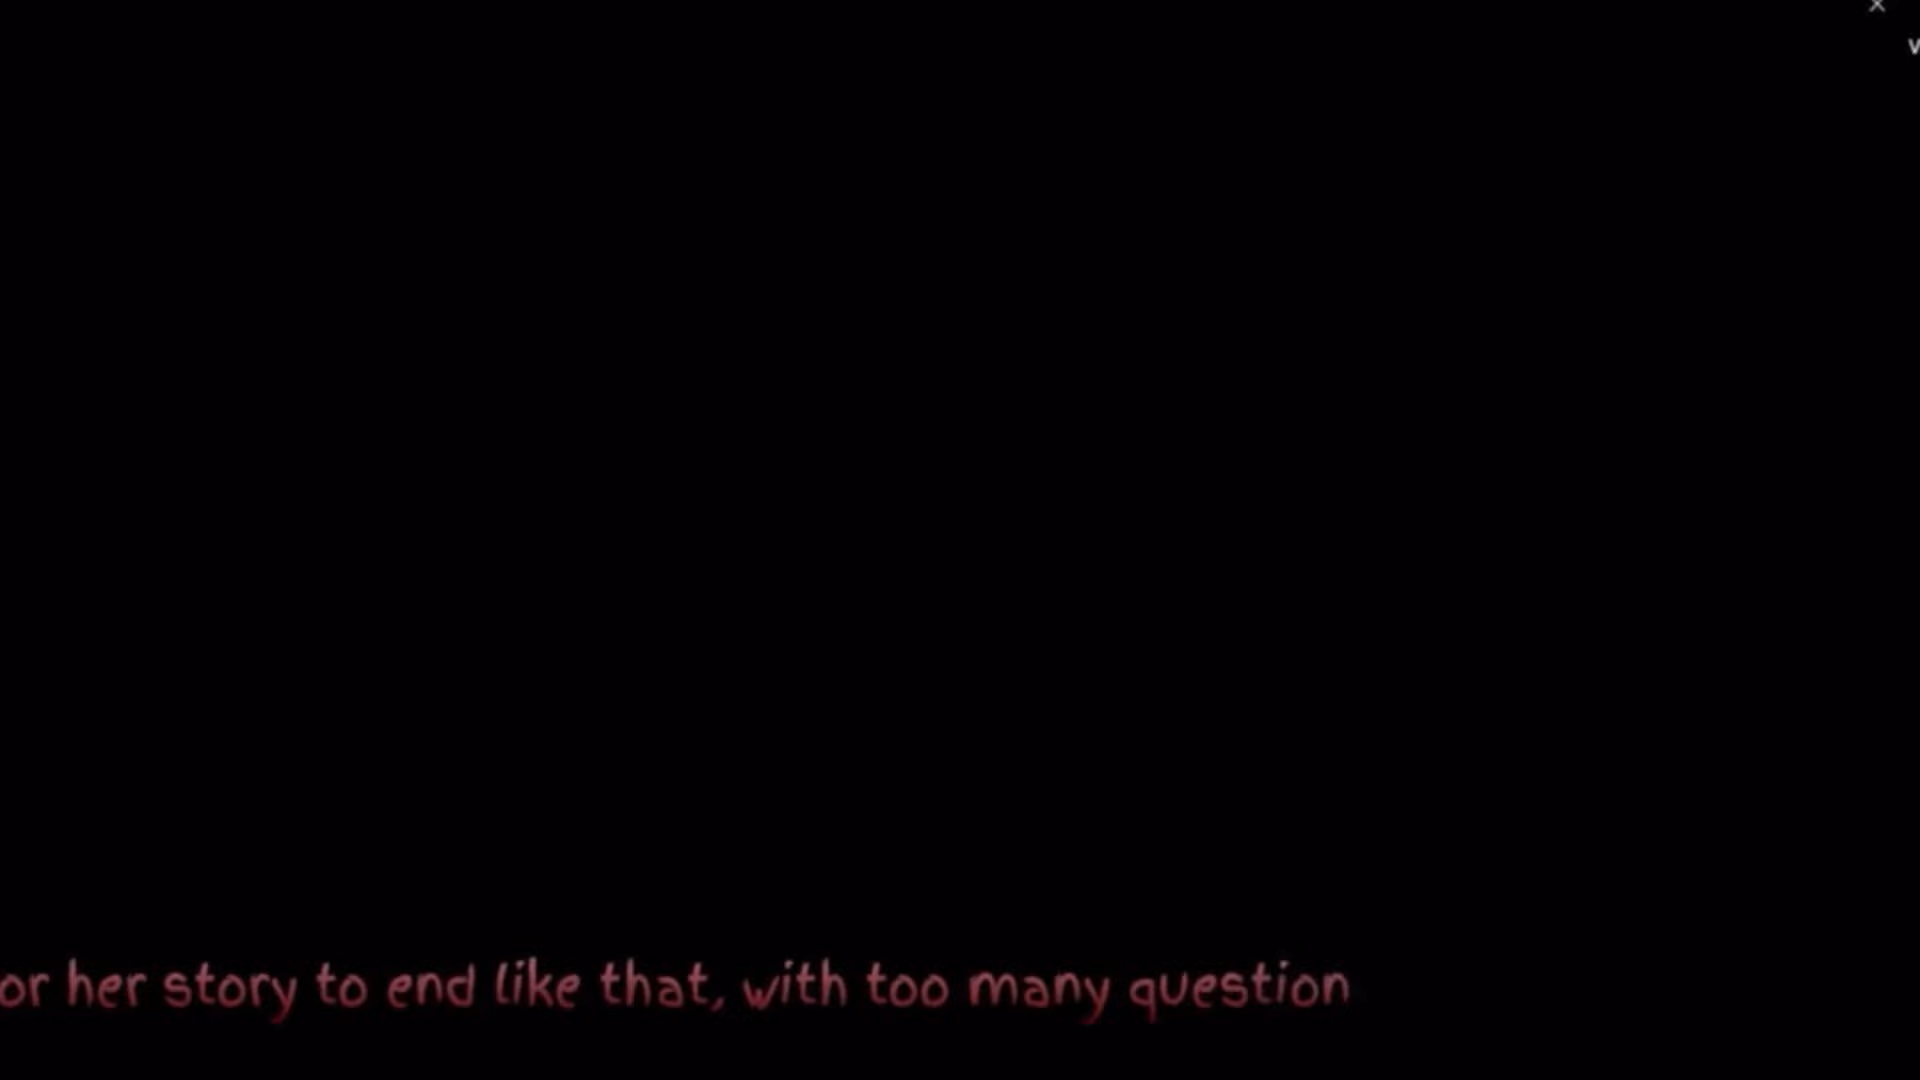 x
or her story to end like that, with too many question